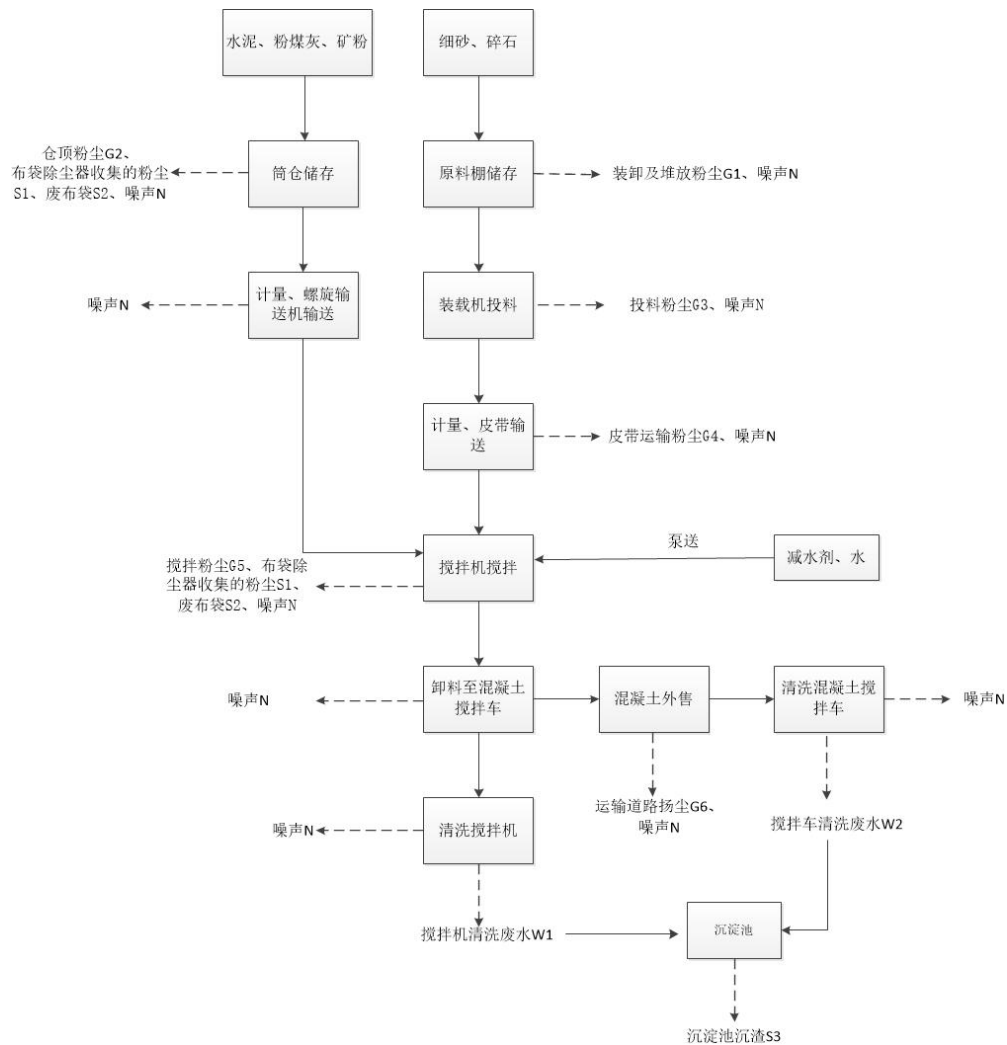 水泥、粉煤灰、矿粉
细砂、碎石
仓顶粉尘G2、
布袋除尘器收集的粉尘
S1、废布袋S2、噪声N
筒仓储存
原料棚储存
装卸及堆放粉尘G1、噪声N
噪声N
计量、螺旋输
送机输送
装载机投料
投料粉尘G3、噪声N
计量、皮带输
送
皮带运输粉尘G4、噪声N
搅拌粉尘G5、布袋除
尘器收集的粉尘S1、
废布袋S2、噪声N
搅拌机搅拌
泵送
减水剂、水
噪声N
卸料至混凝土
搅拌车
混凝土外售
清洗混凝土搅
拌车
噪声N
噪声N
清洗搅拌机
运输道路扬尘G6、
噪声N
搅拌车清洗废水W2
搅拌机清洗废水W1
沉淀池
沉淀池沉渣S3